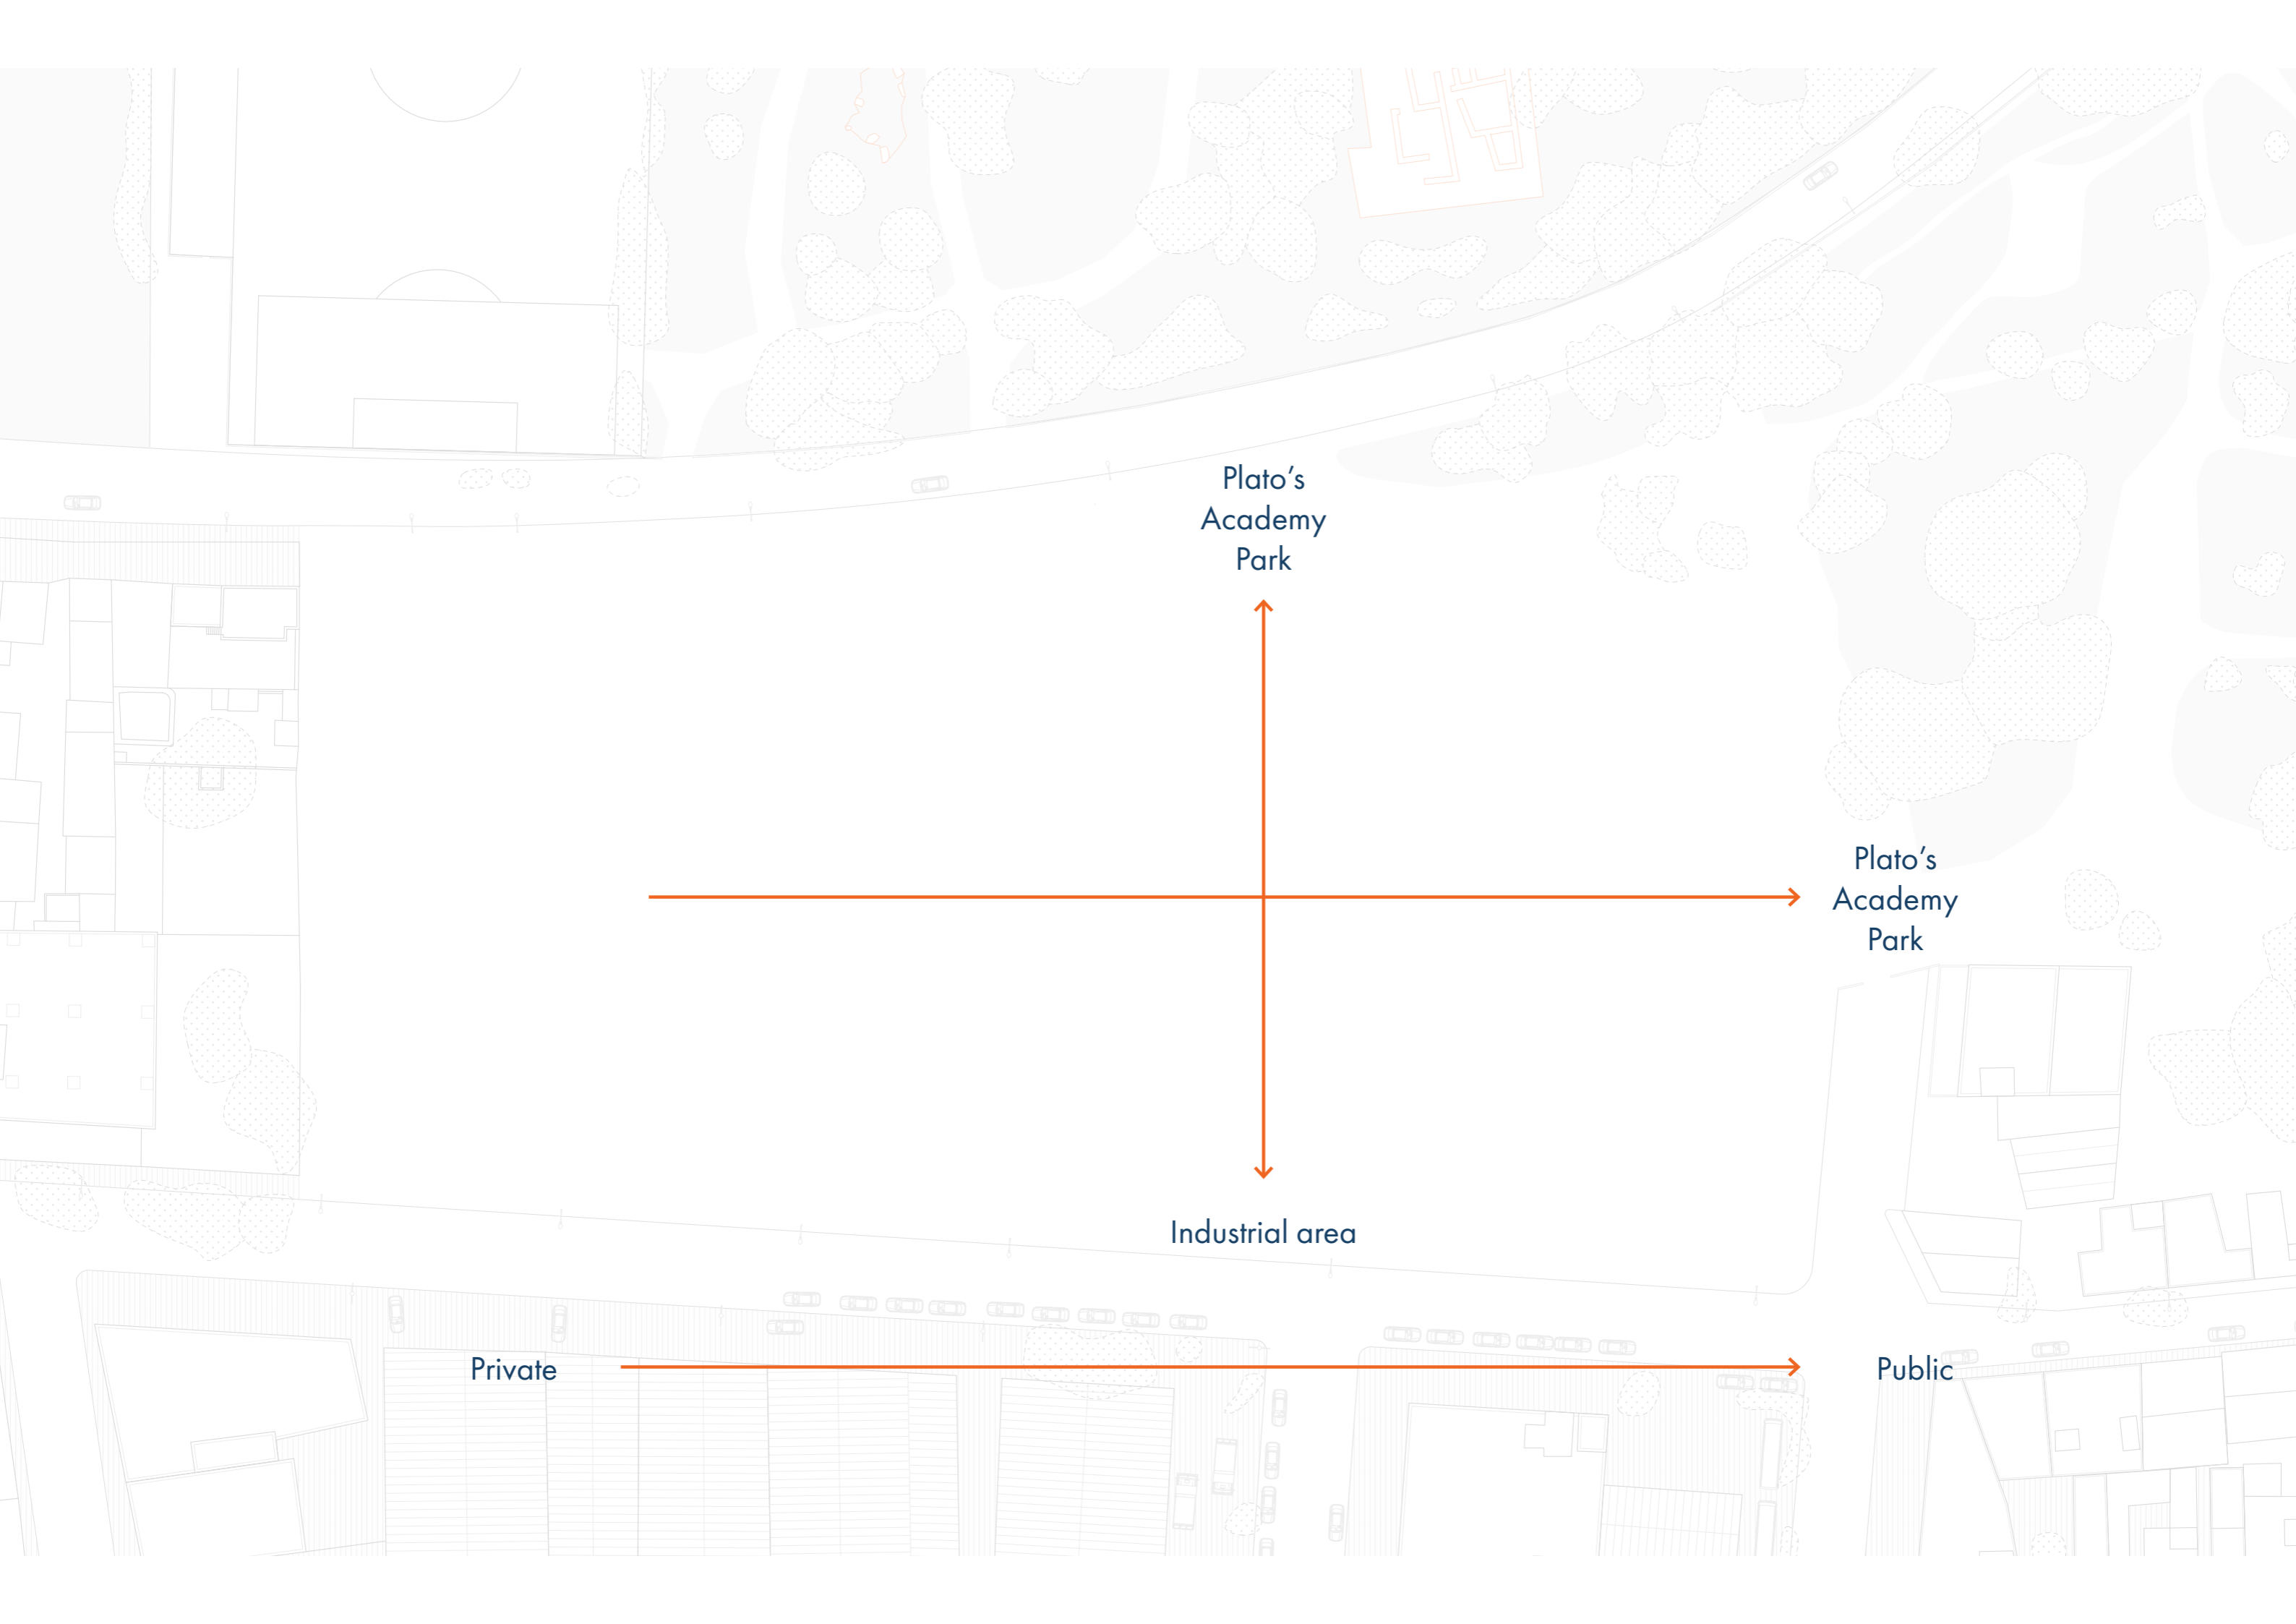 Plato’s
Academy
Park
Plato’s
Academy
Park
Industrial area
Private
Public